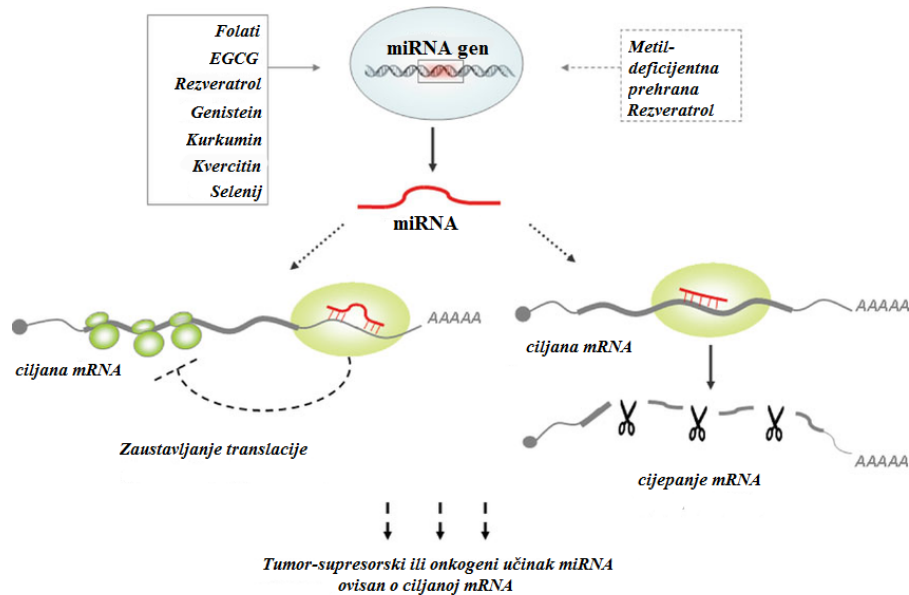 Folati
EGCG
Rezveratrol
Genistein
Kurkumin
Kvercitin
Selenij
miRNA gen
Metil-
deficijentna
prehrana
Rezveratrol
miRNA
AAAAA
ciljana mRNA
AAAAA
ciljana mRNA
Zaustavljanje translacije
AAAAA
cijepanje mRNA
Tumor-supresorski ili onkogeni učinak miRNA
ovisan o ciljanoj mRNA